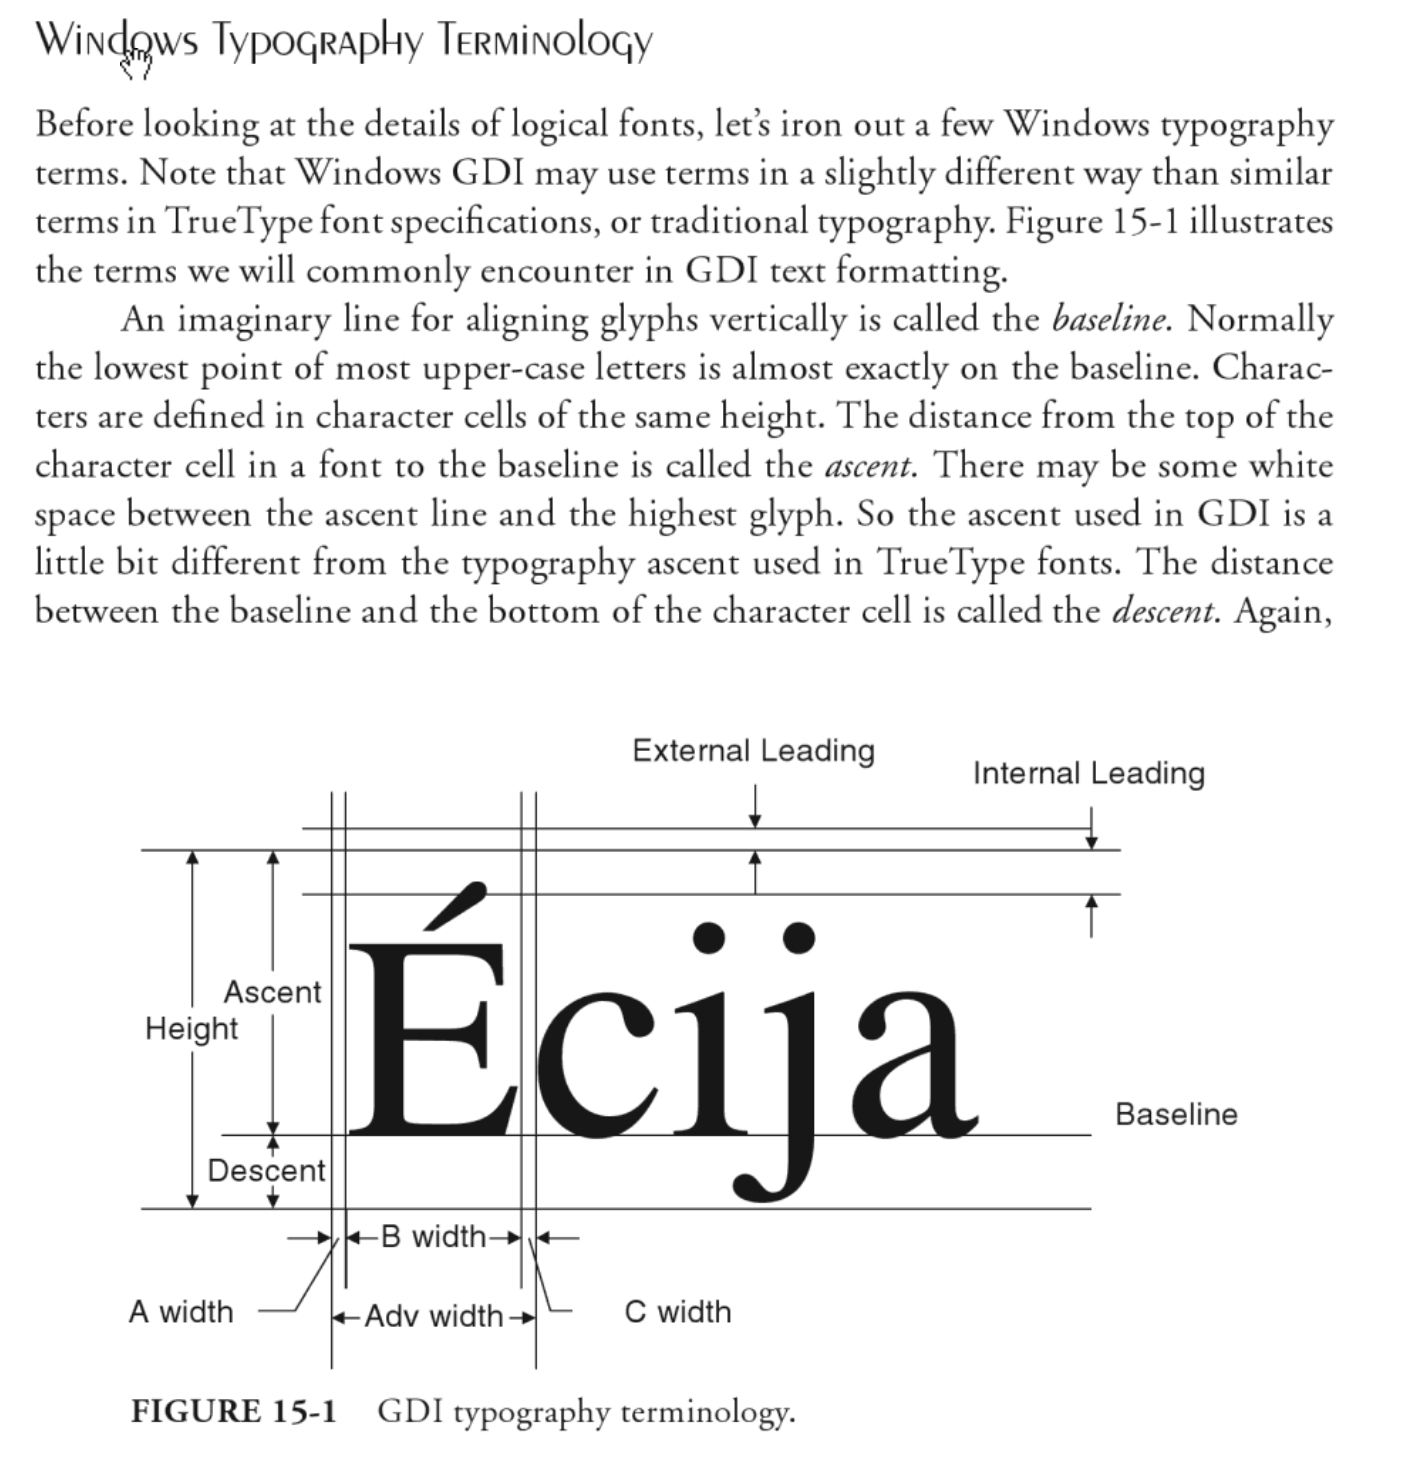 Windows Typography Terminology
Before looking at the details of logical fonts, let’s iron out a few Windows typography
terms. Note that Windows GDI may use terms in a slightly different way than similar
terms in TrueType font specifications, or traditional typography. Figure 15-1 illustrates
the terms we will commonly encounter in GDI text formatting.
An imaginary line for aligning glyphs vertically is called the baseline. Normally
the lowest point of most upper-case letters is almost exactly on the baseline. Charac-
ters are defined in character cells of the same height. The distance from the top of the
character cell in a font to the baseline is called the ascent. There may be some white
space between the ascent line and the highest glyph. So the ascent used in GDI is a
little bit different from the typography ascent used in TrueType fonts. The distance
between the baseline and the bottom of the character cell is called the descent. Again,
External Leading
Internal Leading
Ascent
Height
Écija
Baseline
Descent
B width
A width
Adv width
C width
FIGURE 15-1 GDI typography terminology.